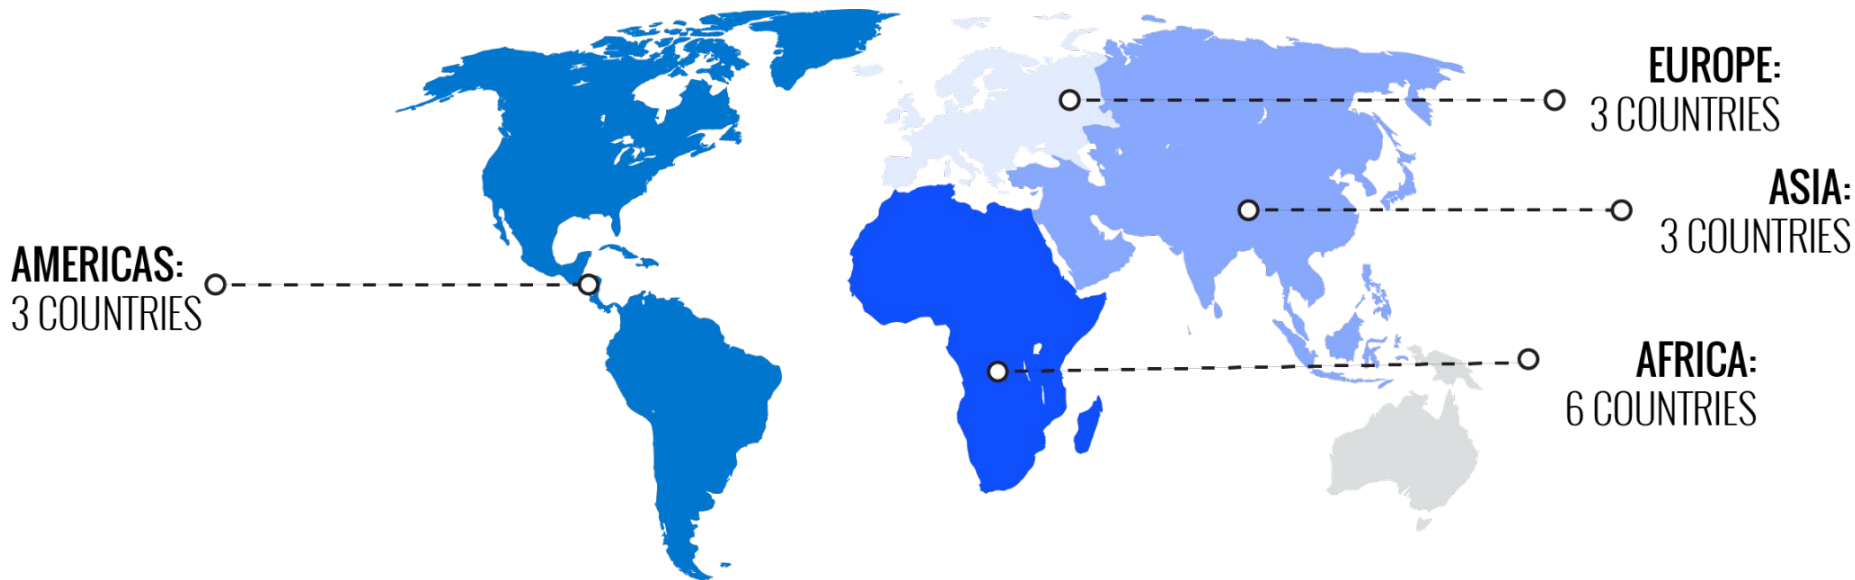 EUROPE:
3 COUNTRIES
ASIA:
3 COUNTRIES
AMERICAS:
3 COUNTRIES
AFRICA:
6 COUNTRIES